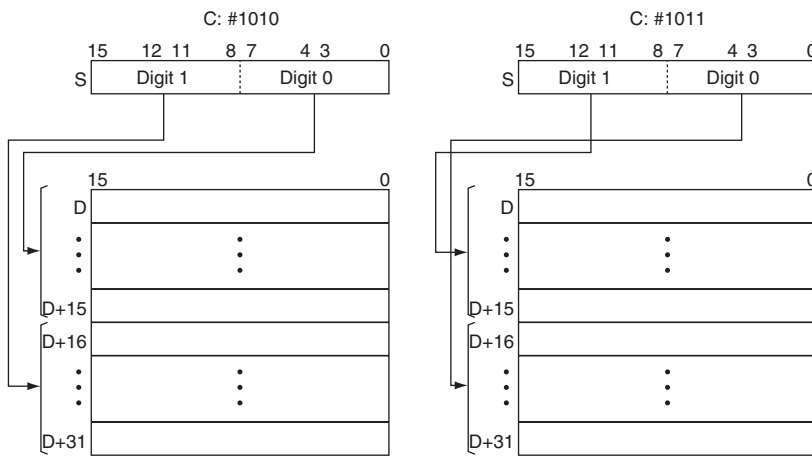 C: #1010
15 12 11 8 7 4 3 0
S Digit 1 Digit 0
15 0
D
D+15
D+16
D+31
C: #1011
15 12 11 8 7 4 3 0
S Digit 1 Digit 0
15 0
D
D+15
D+16
D+31